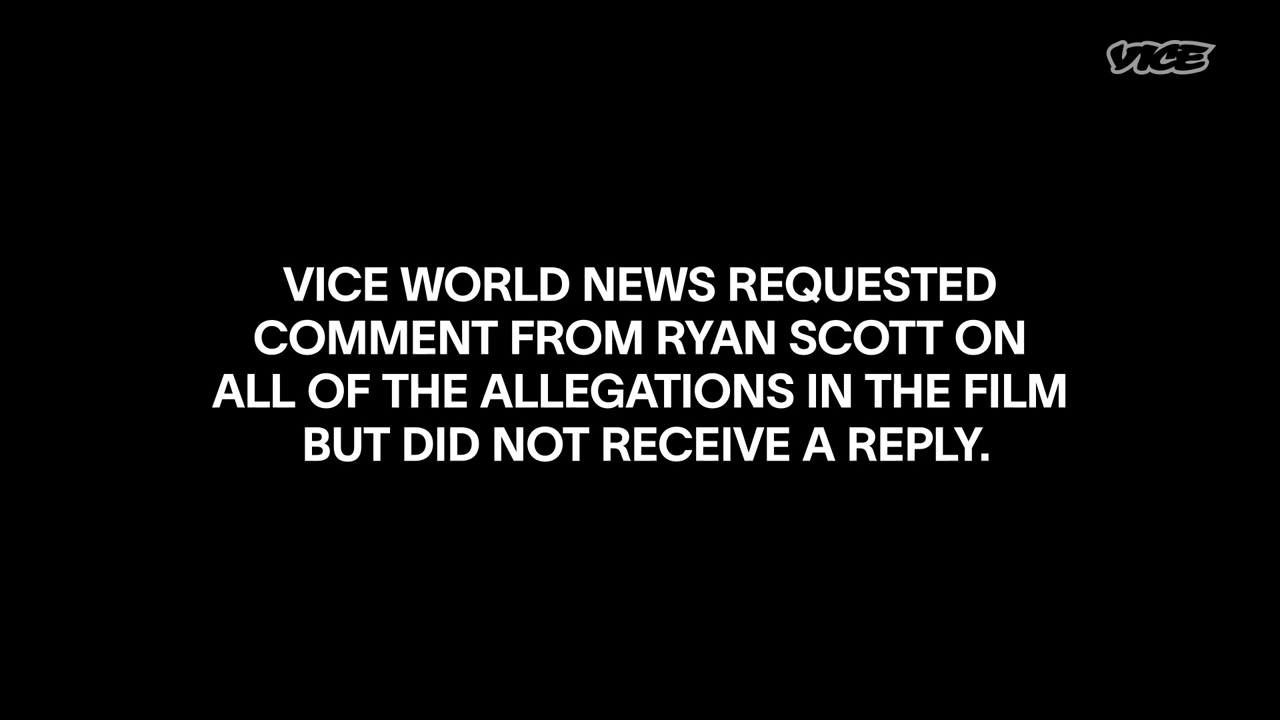 VICE
VICE WORLD NEWS REQUESTED
COMMENT FROM RYAN SCOTT ON
ALL OF THE ALLEGATIONS IN THE FILM
BUT DID NOT RECEIVE A REPLY.